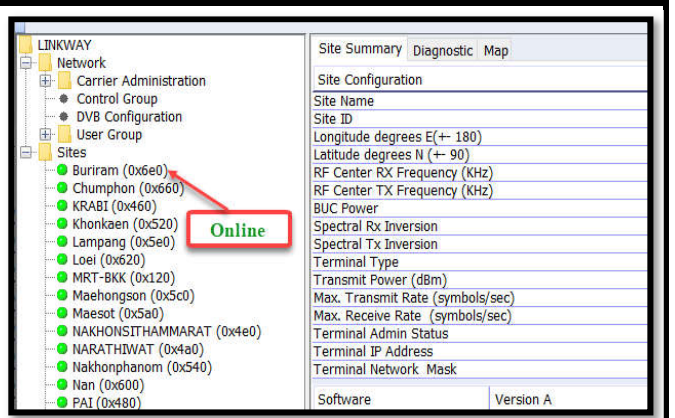 LINKWAY
Network
Carrier Administration
Control Group
DVB Configuration
User Group
Sites
Buriram (0x6e0)
Chumphon (0x660)
KRABI (0x460)
Khonkaen (0x520)
Lampang (0x5e0)
Loei (0x620)
MRT-BKK (0x120)
Maehongson (0x5c0)
Maesot (0x5a0)
NAKHONSITHAMMARAT (0x4e0)
NARATHIWAT (0x4a0)
Nakhonphanom (0x540)
Nan (0x600)
PAI (0x480)
Online
Site Summary Diagnostic Map
Site Configuration
Site Name
Site ID
Longitude degrees E(+- 180)
Latitude degrees N (+- 90)
RF Center RX Frequency (KHz)
RF Center TX Frequency (KHz)
BUC Power
Spectral Rx Inversion
Spectral Tx Inversion
Terminal Type
Transmit Power (dBm)
Max. Transmit Rate (symbols/sec)
Max. Receive Rate (symbols/sec)
Terminal Admin Status
Terminal IP Address
Terminal Network Mask
Software Version A